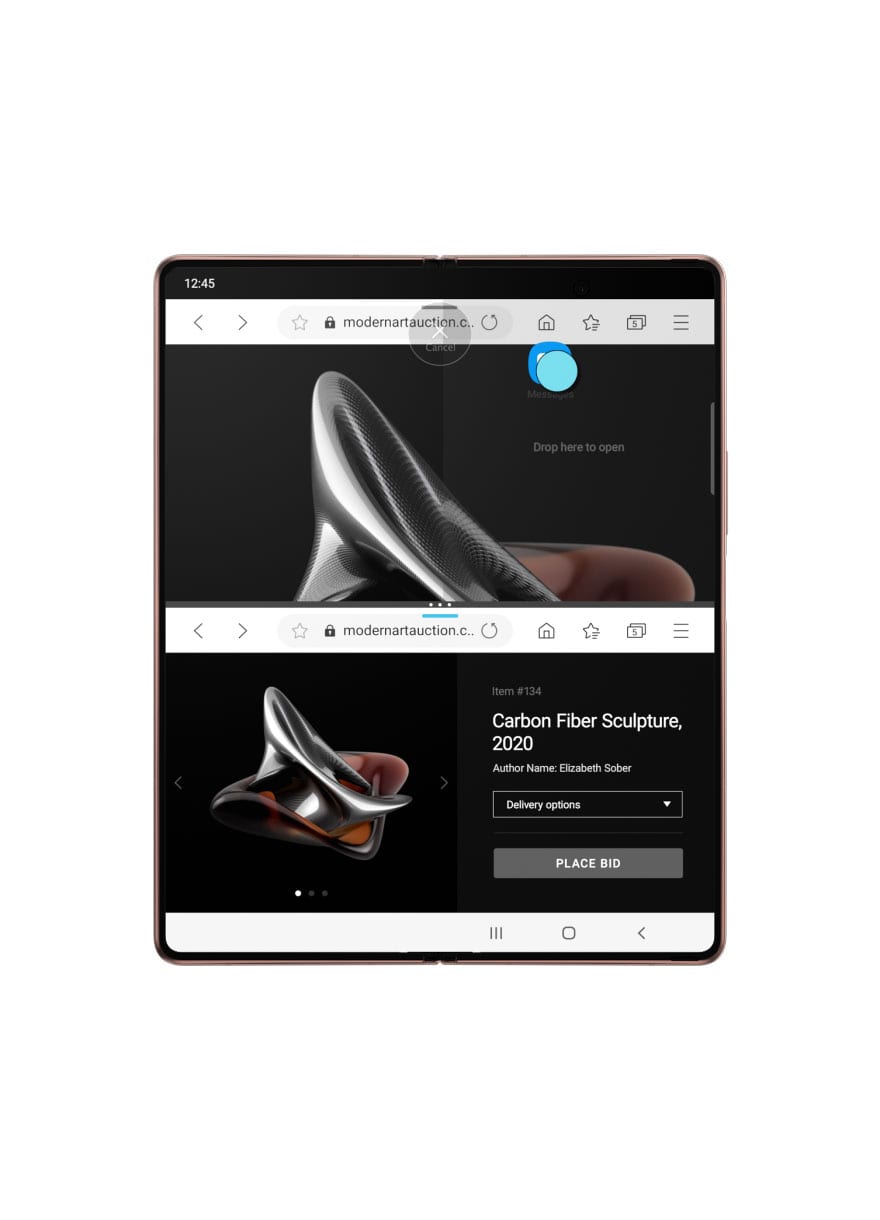 12:45
modernartauction.c..
5
Cancel
Messages
Drop here to open
modernartauction.c..
5
Item #134
Carbon Fiber Sculpture,
2020
Author Name: Elizabeth Sober
Delivery options
PLACE BID